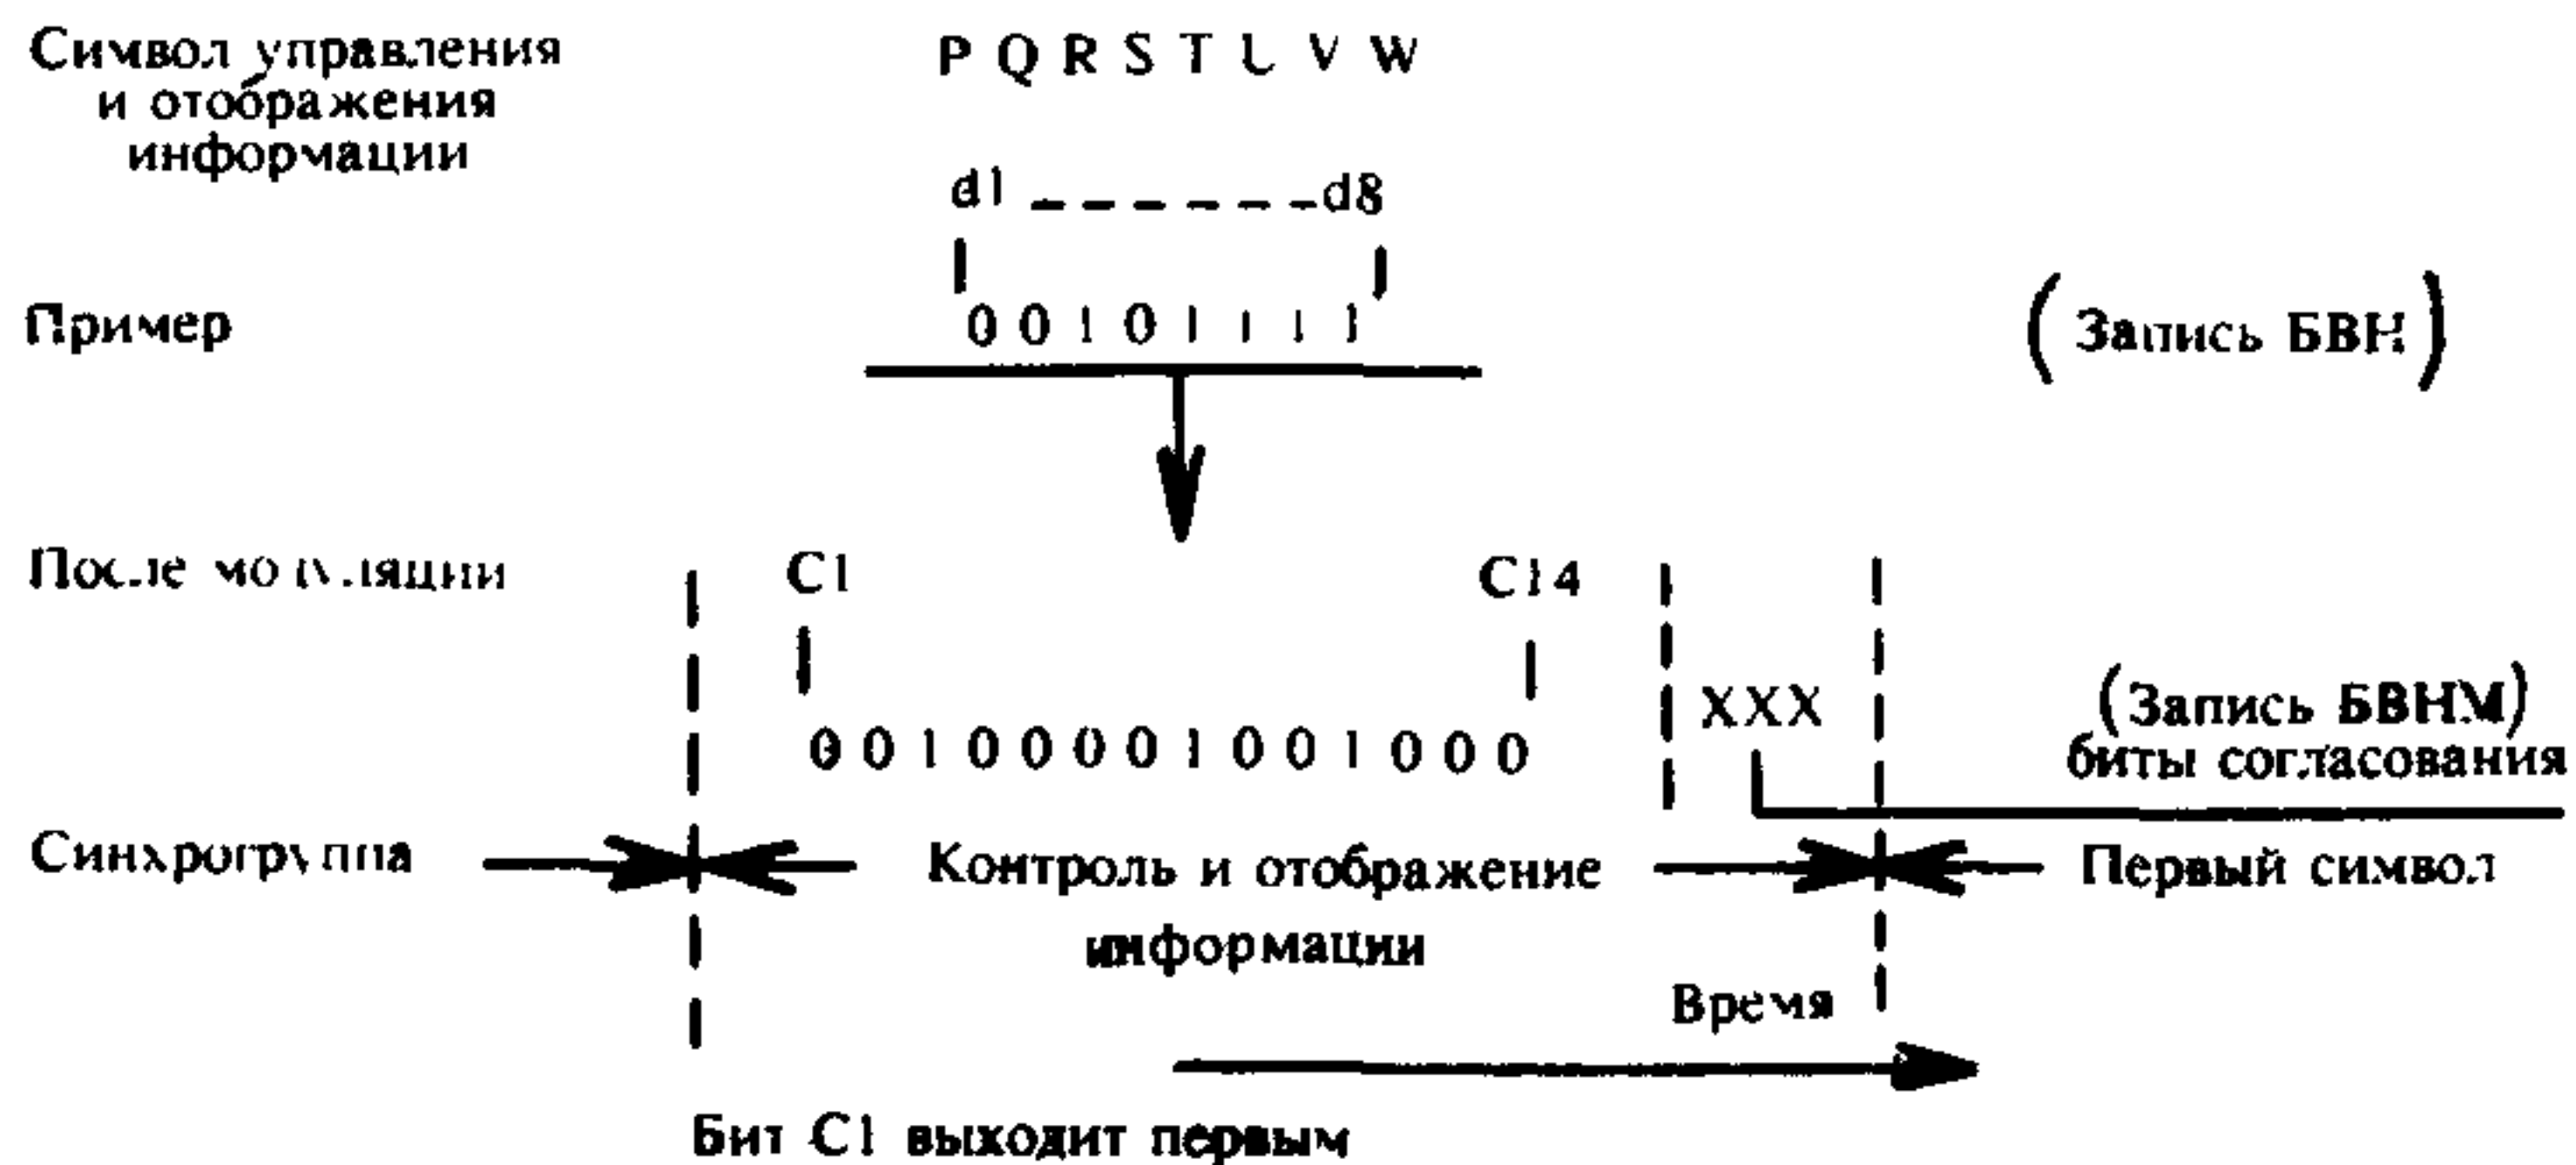 Символ управления
и отображения
информации
P Q R S T U V W
d1 ------d8
Пример
0 0 1 0 1 1 1 1
(Запись БВН)
После модуляции
C1
C14
XXX
(Запись БВНМ)
биты согласования
0 0 1 0 0 0 0 1 0 0 1 0 0 0
Синхрогруппа
Контроль и отображение
информации
Первый символ
Время
Бит C1 выходит первым